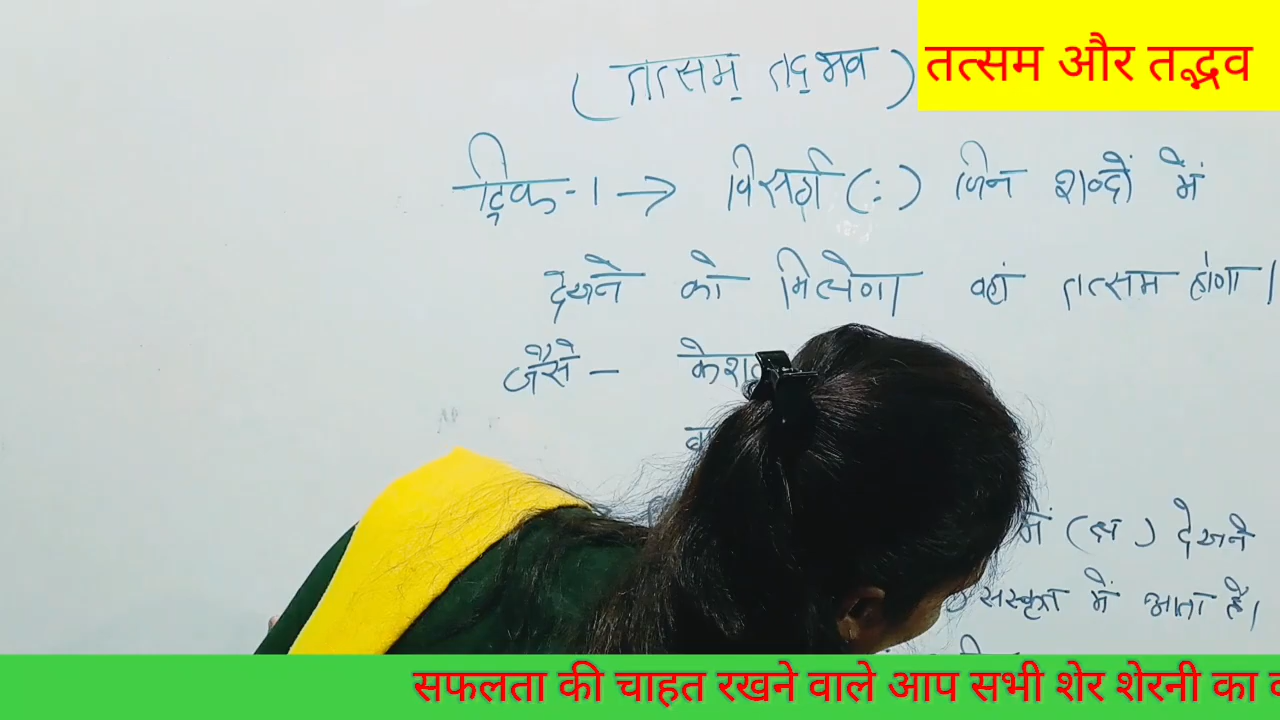 (तत्सम् तद्भव)
तत्सम और तद्भव
ट्रिक-1 → विसर्ग (:) जिन शब्दों में
देखने को मिलेगा वहां तत्सम होगा।
जैसे -
में (क्ष) देखने
संस्कृत में आता है।
सफलता की चाहत रखने वाले आप सभी शेर शेरनी का